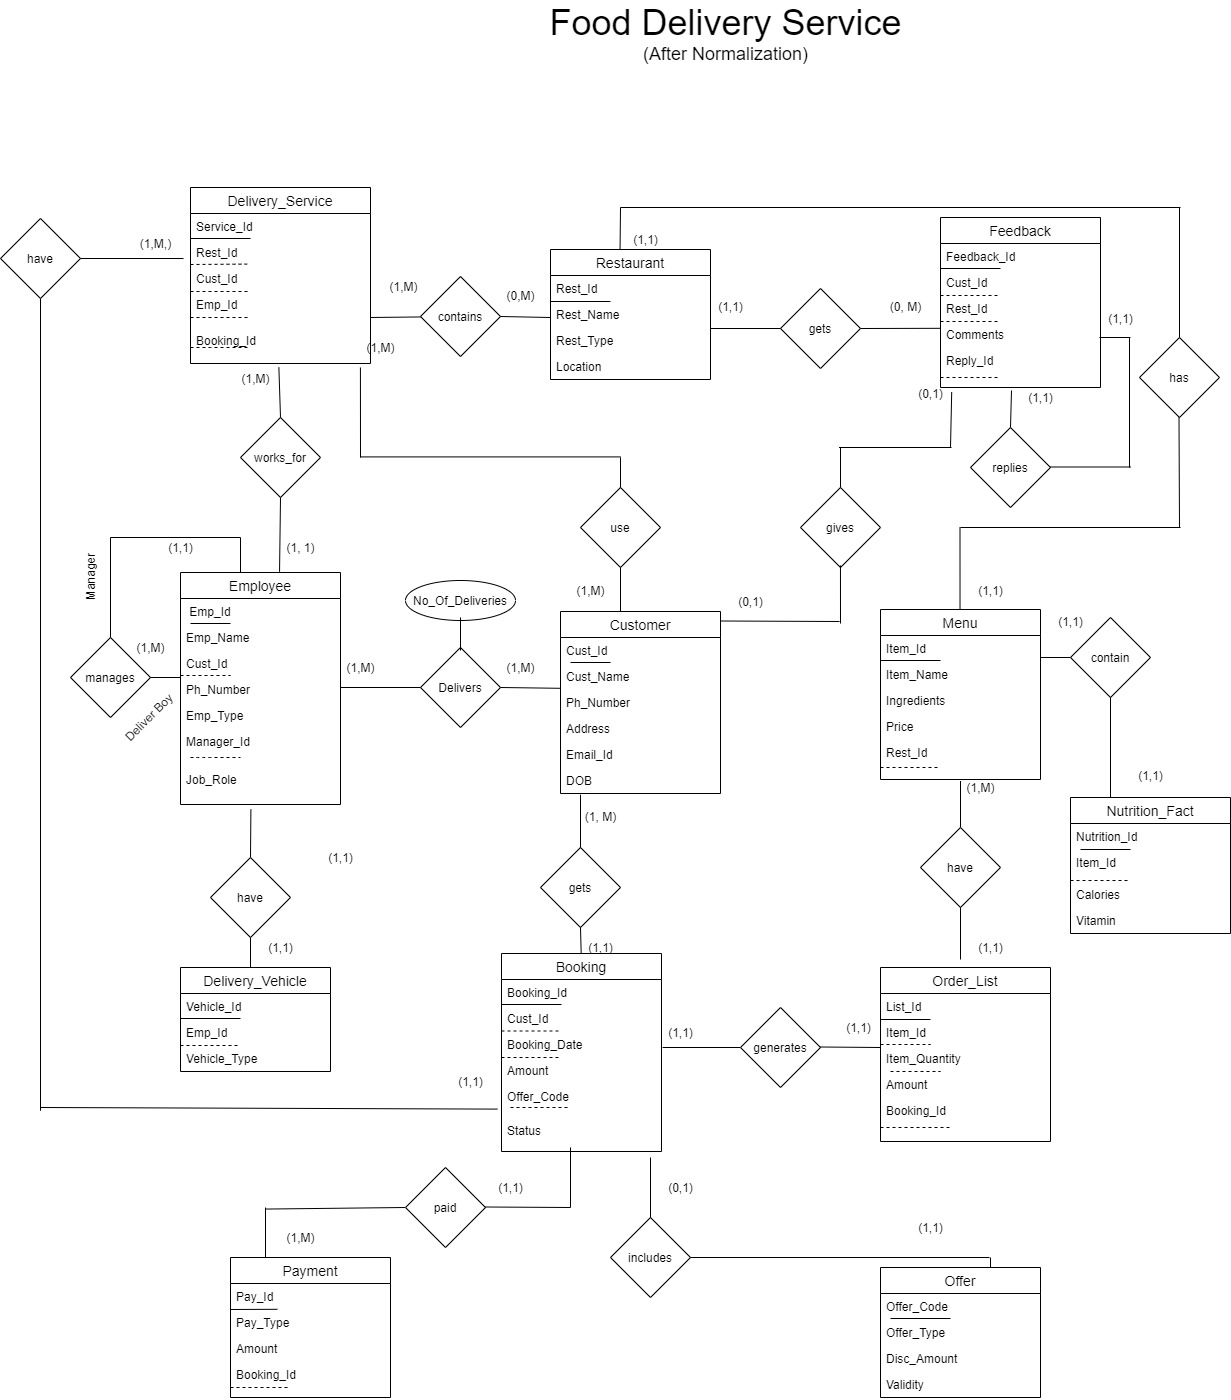 Food Delivery Service
(After Normalization)
Delivery_Service
Service_Id
Rest_Id
Cust_Id
Emp_Id
Booking_Id
have
(1,M,)
(1,M)
contains
(0,M)
(1,M)
(1,M)
Restaurant
Rest_Id
Rest_Name
Rest_Type
Location
(1,1)
(1,1)
gets
(0, M)
Feedback
Feedback_Id
Cust_Id
Rest_Id
Comments
Reply_Id
(1,1)
has
(0,1)
(1,1)
replies
works_for
use
gives
Manager
(1,1)
(1, 1)
manages
(1,M)
Deliver Boy
Employee
Emp_Id
Emp_Name
Cust_Id
Ph_Number
Emp_Type
Manager_Id
Job_Role
(1,M)
No_Of_Deliveries
Delivers
(1,M)
(1,M)
(0,1)
Customer
Cust_Id
Cust_Name
Ph_Number
Address
Email_Id
DOB
(1,1)
Menu
Item_Id
Item_Name
Ingredients
Price
Rest_Id
(1,1)
contain
(1,1)
Nutrition_Fact
Nutrition_Id
Item_Id
Calories
Vitamin
(1,M)
have
(1,1)
(1,1)
have
(1,1)
Delivery_Vehicle
Vehicle_Id
Emp_Id
Vehicle_Type
(1, M)
gets
(1,1)
Booking
Booking_Id
Cust_Id
Booking_Date
Amount
Offer_Code
Status
(1,1)
(1,1)
generates
(1,1)
Order_List
List_Id
Item_Id
Item_Quantity
Amount
Booking_Id
paid
(1,1)
(1,M)
Payment
Pay_Id
Pay_Type
Amount
Booking_Id
(0,1)
includes
(1,1)
Offer
Offer_Code
Offer_Type
Disc_Amount
Validity